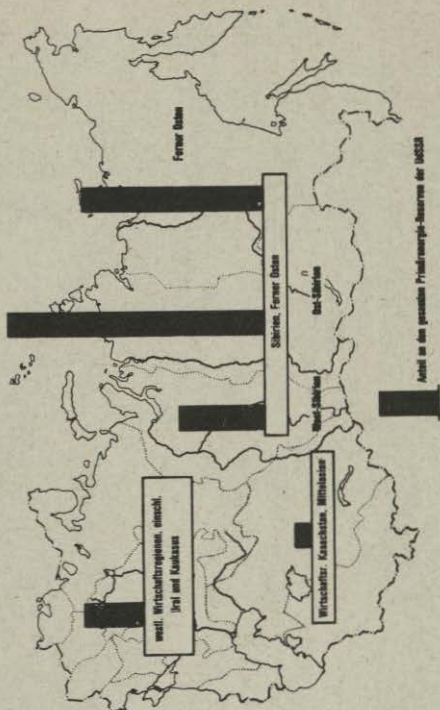 Ferner Osten
westl. Wirtschaftsregionen, einschl.
Ural und Kaukasus
Sibirien, Ferner Osten
West-Sibirien
Ost-Sibirien
Wirtschaftsr. Kasachstan, Mittelasien
Anteil an den gesamten Primärenergie-Reserven der UdSSR